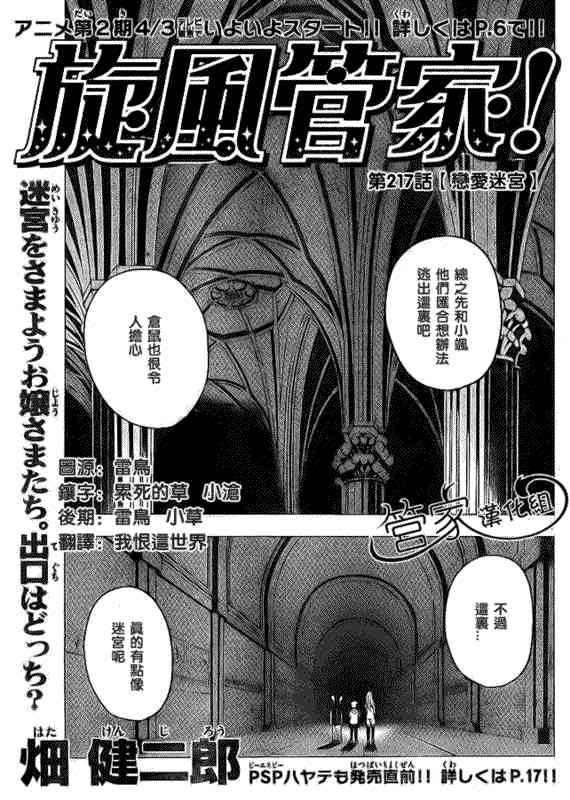 アニメ第2期4/3いよいよスタート!! 詳しくはP.6で!!
旋風管家!
第217話【戀愛迷宮】
迷宮をさまようお嬢さまたち。出口はどっち?
總之先和小颯
他們匯合想辦法
逃出這裏吧
倉鼠也很令
人擔心
圖源: 雷鳥
鑲字: 累死的草 小滄
後期: 雷鳥 小草
翻譯: 我恨這世界
管家漢化組
不過
這裏…
真的有點像
迷宮呢
畑 健二郎
PSPハヤテも発売直前!! 詳しくはP.17!!